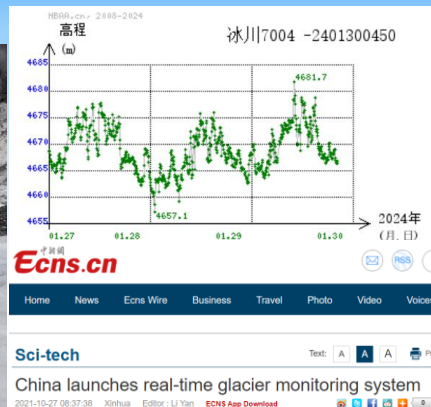 HBAA.cn, 2008-2024
高程
(m)
冰川7004 -2401300450
4685
4680
4675
4670
4665
4660
4655
4681.7
4657.1
01.27 01.28 01.29 01.30
2024年
(月.日)
中新网
Ecns.cn
RSS
Home News Ecns Wire Business Travel Photo Video Voices
Sci-tech
Text: A A A
China launches real-time glacier monitoring system
2021-10-27 08:37:38 Xinhua Editor : Li Yan ECNS App Download
0